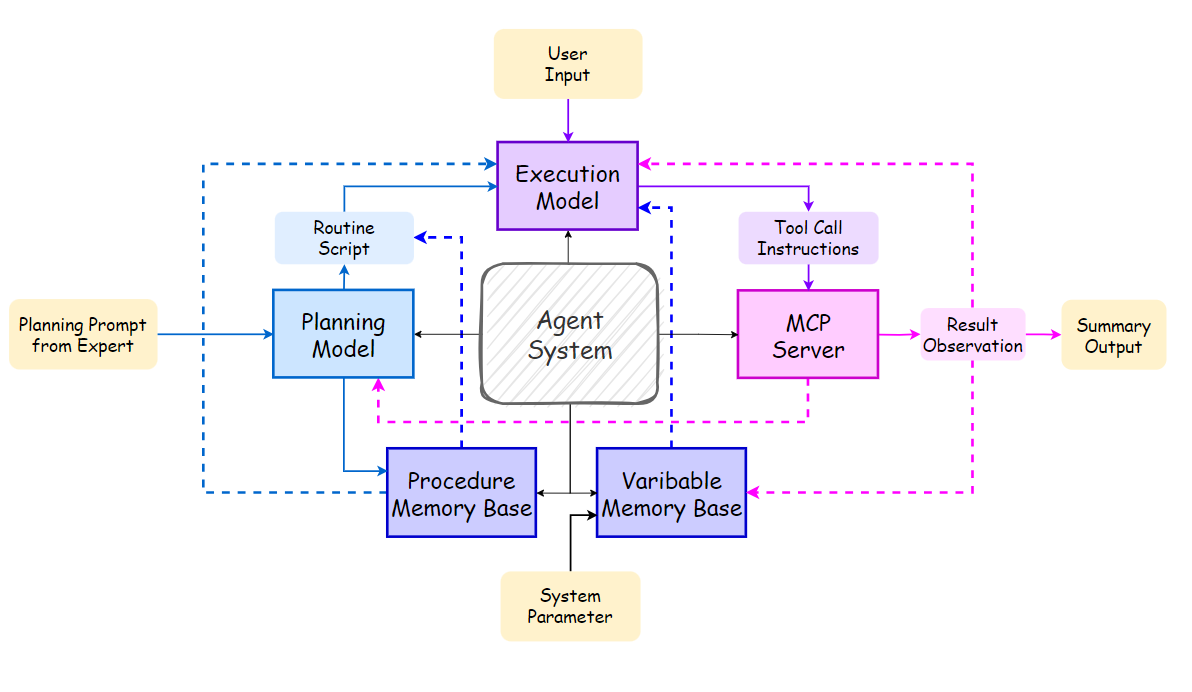 User
Input
Execution
Model
Routine
Script
Tool Call
Instructions
Planning Prompt
from Expert
Planning
Model
Agent
System
MCP
Server
Result
Observation
Summary
Output
Procedure
Memory Base
Varibable
Memory Base
System
Parameter